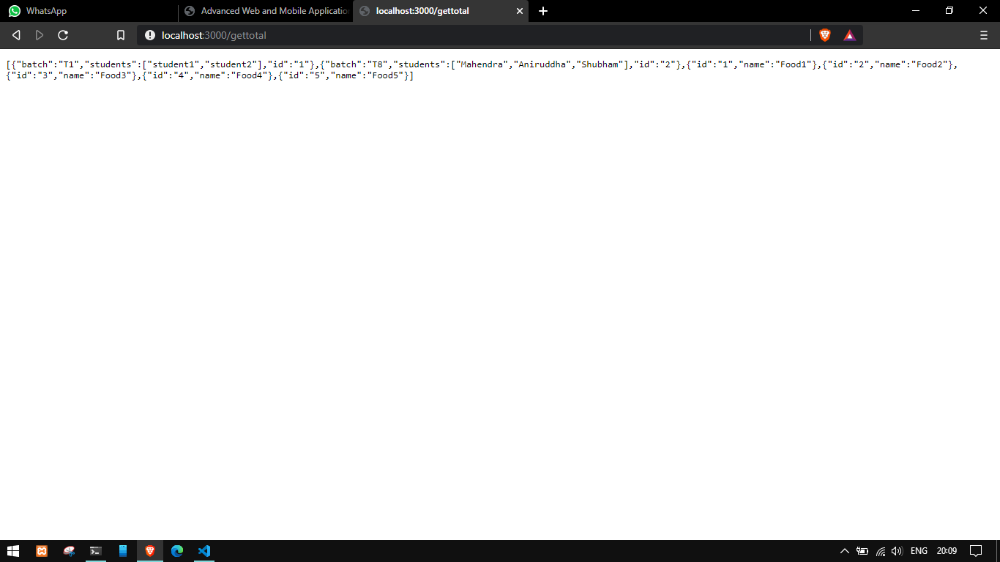 WhatsApp
Advanced Web and Mobile Applicatio
localhost:3000/gettotal
localhost:3000/gettotal
[{"batch":"T1","students":["student1","student2"],"id":"1"},{"batch":"T8","students":["Mahendra","Aniruddha","Shubham"],"id":"2"},{"id":"1","name":"Food1"},{"id":"2","name":"Food2"},
{"id":"3","name":"Food3"},{"id":"4","name":"Food4"},{"id":"5","name":"Food5"}]
ENG
20:09